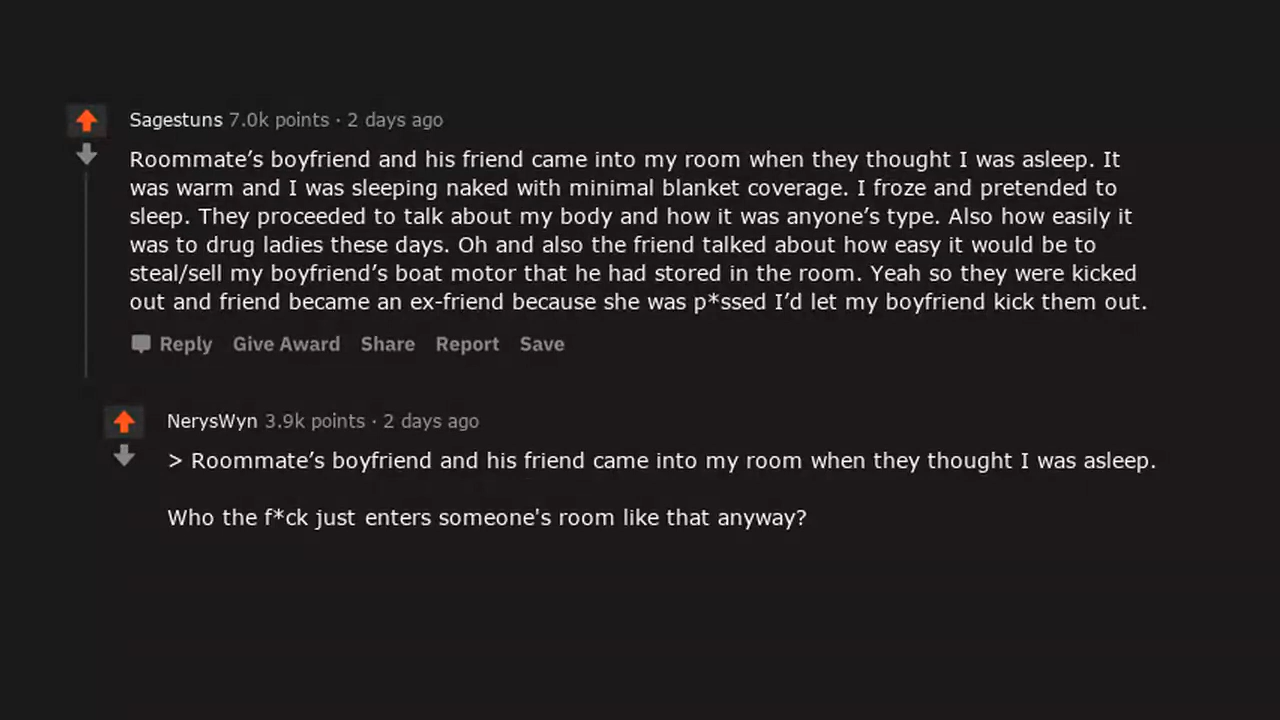 Sagestuns 7.0k points · 2 days ago
Roommate’s boyfriend and his friend came into my room when they thought I was asleep. It
was warm and I was sleeping naked with minimal blanket coverage. I froze and pretended to
sleep. They proceeded to talk about my body and how it was anyone’s type. Also how easily it
was to drug ladies these days. Oh and also the friend talked about how easy it would be to
steal/sell my boyfriend’s boat motor that he had stored in the room. Yeah so they were kicked
out and friend became an ex-friend because she was p*ssed I’d let my boyfriend kick them out.
Reply Give Award Share Report Save
NerysWyn 3.9k points · 2 days ago
> Roommate’s boyfriend and his friend came into my room when they thought I was asleep.
Who the f*ck just enters someone's room like that anyway?